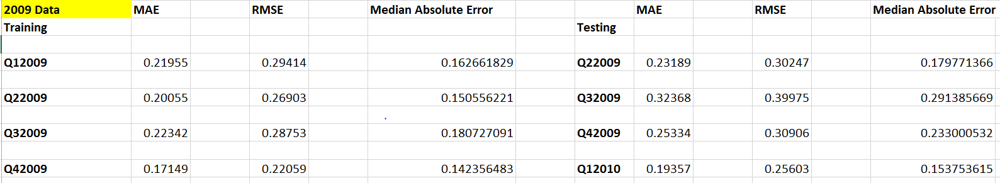 2009 Data MAE RMSE Median Absolute Error MAE RMSE Median Absolute Error
Training Testing
Q12009 0.21955 0.29414 0.162661829 Q22009 0.23189 0.30247 0.179771366
Q22009 0.20055 0.26903 0.150556221 Q32009 0.32368 0.39975 0.291385669
Q32009 0.22342 0.28753 0.180727091 Q42009 0.25334 0.30906 0.233000532
Q42009 0.17149 0.22059 0.142356483 Q12010 0.19357 0.25603 0.153753615